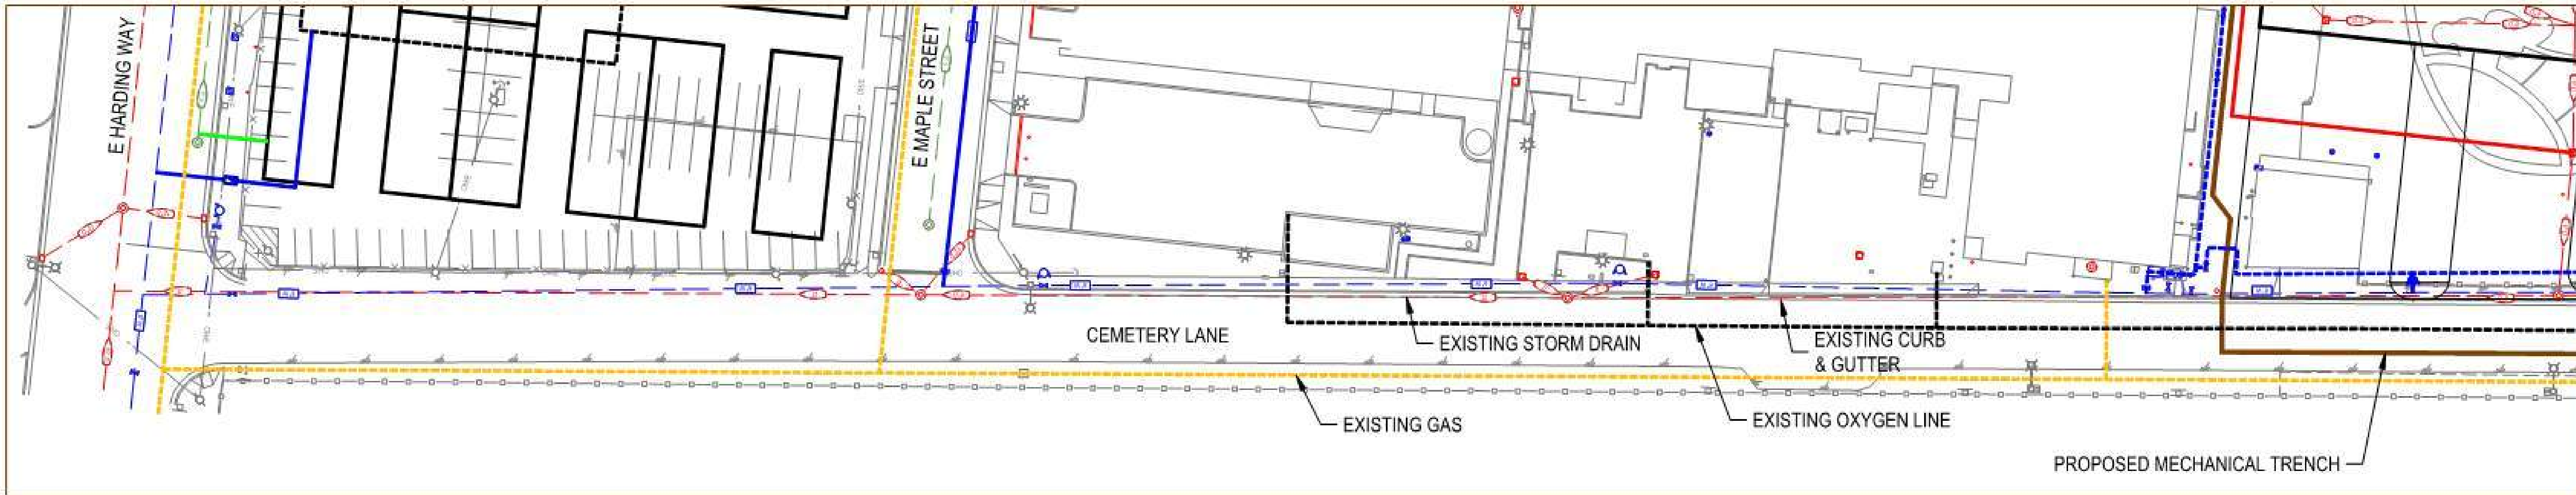 E HARDING WAY
E MAPLE STREET
CEMETERY LANE
EXISTING STORM DRAIN
EXISTING CURB
& GUTTER
EXISTING GAS
EXISTING OXYGEN LINE
PROPOSED MECHANICAL TRENCH